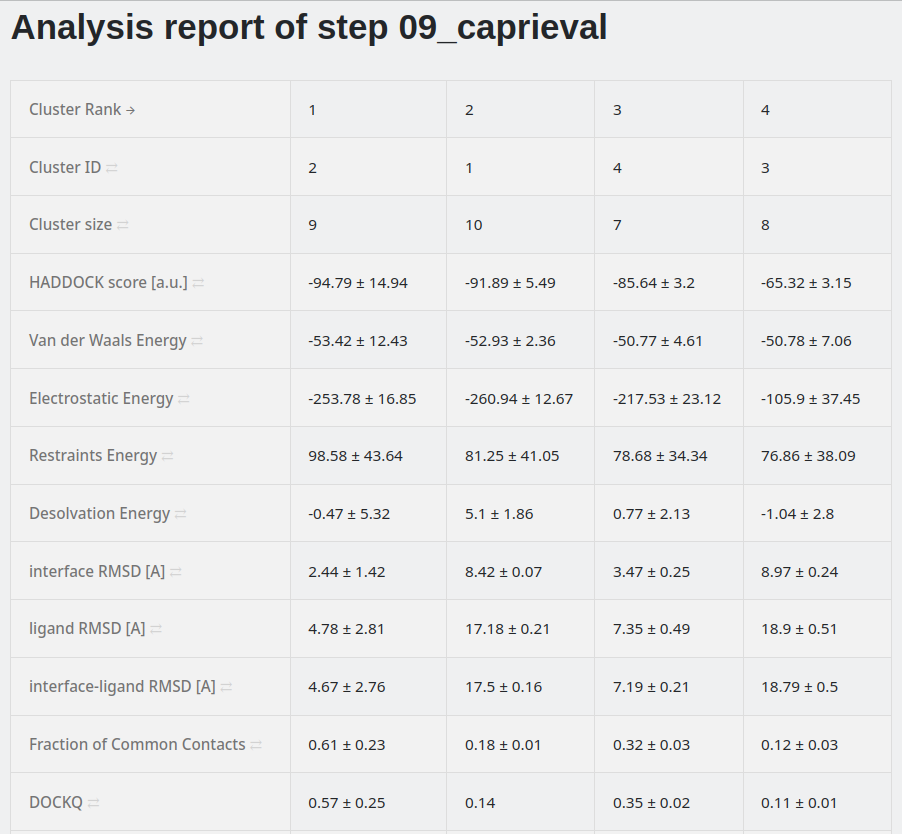 Analysis report of step 09_caprieval
Cluster Rank → 1 2 3 4
Cluster ID ⇄ 2 1 4 3
Cluster size ⇄ 9 10 7 8
HADDOCK score [a.u.] ⇄ -94.79 ± 14.94 -91.89 ± 5.49 -85.64 ± 3.2 -65.32 ± 3.15
Van der Waals Energy ⇄ -53.42 ± 12.43 -52.93 ± 2.36 -50.77 ± 4.61 -50.78 ± 7.06
Electrostatic Energy ⇄ -253.78 ± 16.85 -260.94 ± 12.67 -217.53 ± 23.12 -105.9 ± 37.45
Restraints Energy ⇄ 98.58 ± 43.64 81.25 ± 41.05 78.68 ± 34.34 76.86 ± 38.09
Desolvation Energy ⇄ -0.47 ± 5.32 5.1 ± 1.86 0.77 ± 2.13 -1.04 ± 2.8
interface RMSD [A] ⇄ 2.44 ± 1.42 8.42 ± 0.07 3.47 ± 0.25 8.97 ± 0.24
ligand RMSD [A] ⇄ 4.78 ± 2.81 17.18 ± 0.21 7.35 ± 0.49 18.9 ± 0.51
interface-ligand RMSD [A] ⇄ 4.67 ± 2.76 17.5 ± 0.16 7.19 ± 0.21 18.79 ± 0.5
Fraction of Common Contacts ⇄ 0.61 ± 0.23 0.18 ± 0.01 0.32 ± 0.03 0.12 ± 0.03
DOCKQ ⇄ 0.57 ± 0.25 0.14 0.35 ± 0.02 0.11 ± 0.01